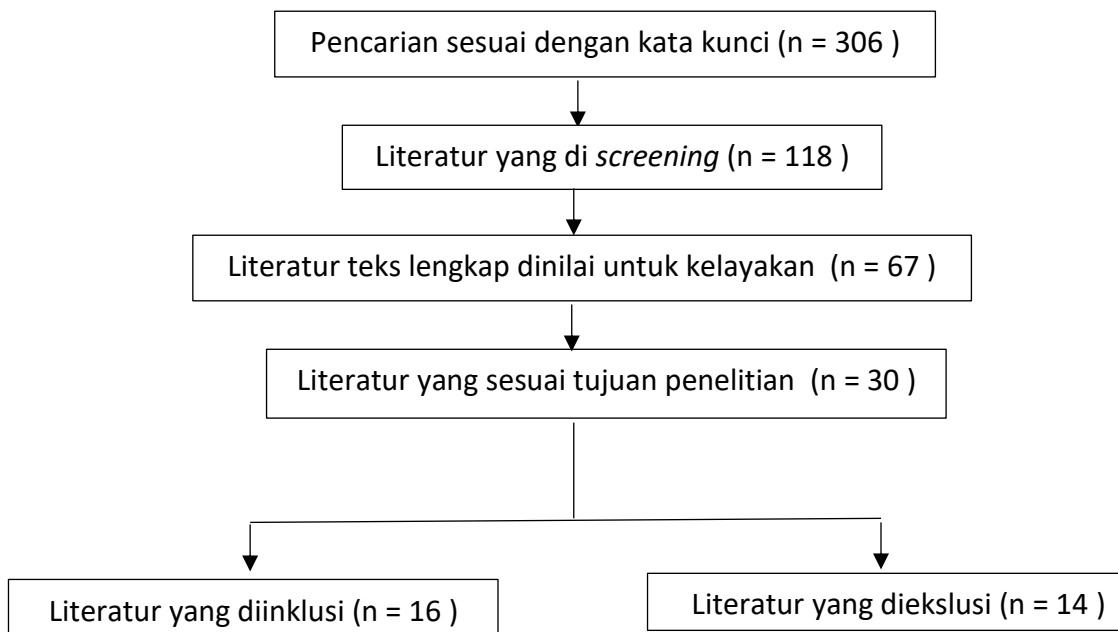 Pencarian sesuai dengan kata kunci (n = 306 )
Literatur yang di screening (n = 118 )
Literatur teks lengkap dinilai untuk kelayakan  (n = 67 )
Literatur yang sesuai tujuan penelitian  (n = 30 )
Literatur yang diinklusi (n = 16 )
Literatur yang diekslusi (n = 14 )